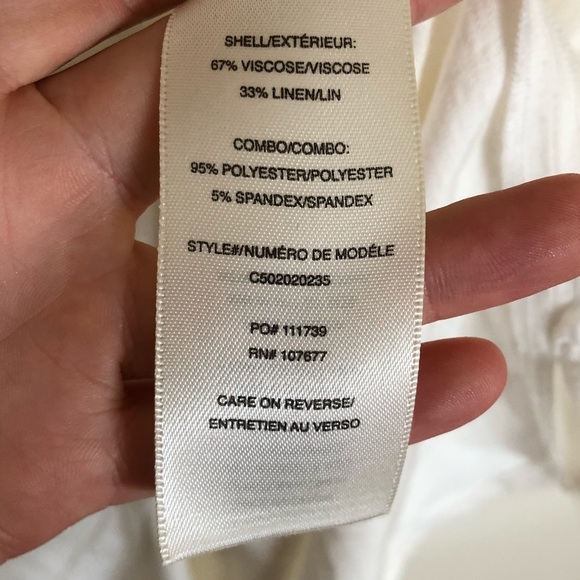 SHELL/EXTÉRIEUR:
67% VISCOSE/VISCOSE
33% LINEN/LIN
COMBO/COMBO:
95% POLYESTER/POLYESTER
5% SPANDEX/SPANDEX
STYLE#/NUMÉRO DE MODÉLE
C502020235
PO# 111739
RN# 107677
CARE ON REVERSE/
ENTRETIEN AU VERSO